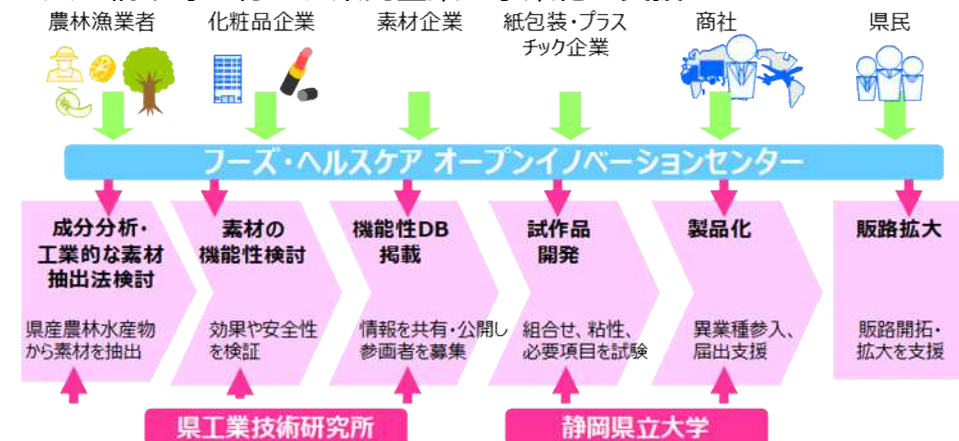 農林漁業者
化粧品企業
素材企業
紙包装・プラス
チック企業
商社
県民
フーズ・ヘルスケア オープンイノベーションセンター
成分分析・
工業的な素材
抽出法検討
素材の
機能性検討
機能性DB
掲載
試作品
開発
製品化
販路拡大
県産農林水産物
から素材を抽出
効果や安全性
を検証
情報を共有・公開し
参画者を募集
組合せ、粘性、
必要項目を試験
異業種参入、
届出支援
販路開拓・
拡大を支援
県工業技術研究所
静岡県立大学